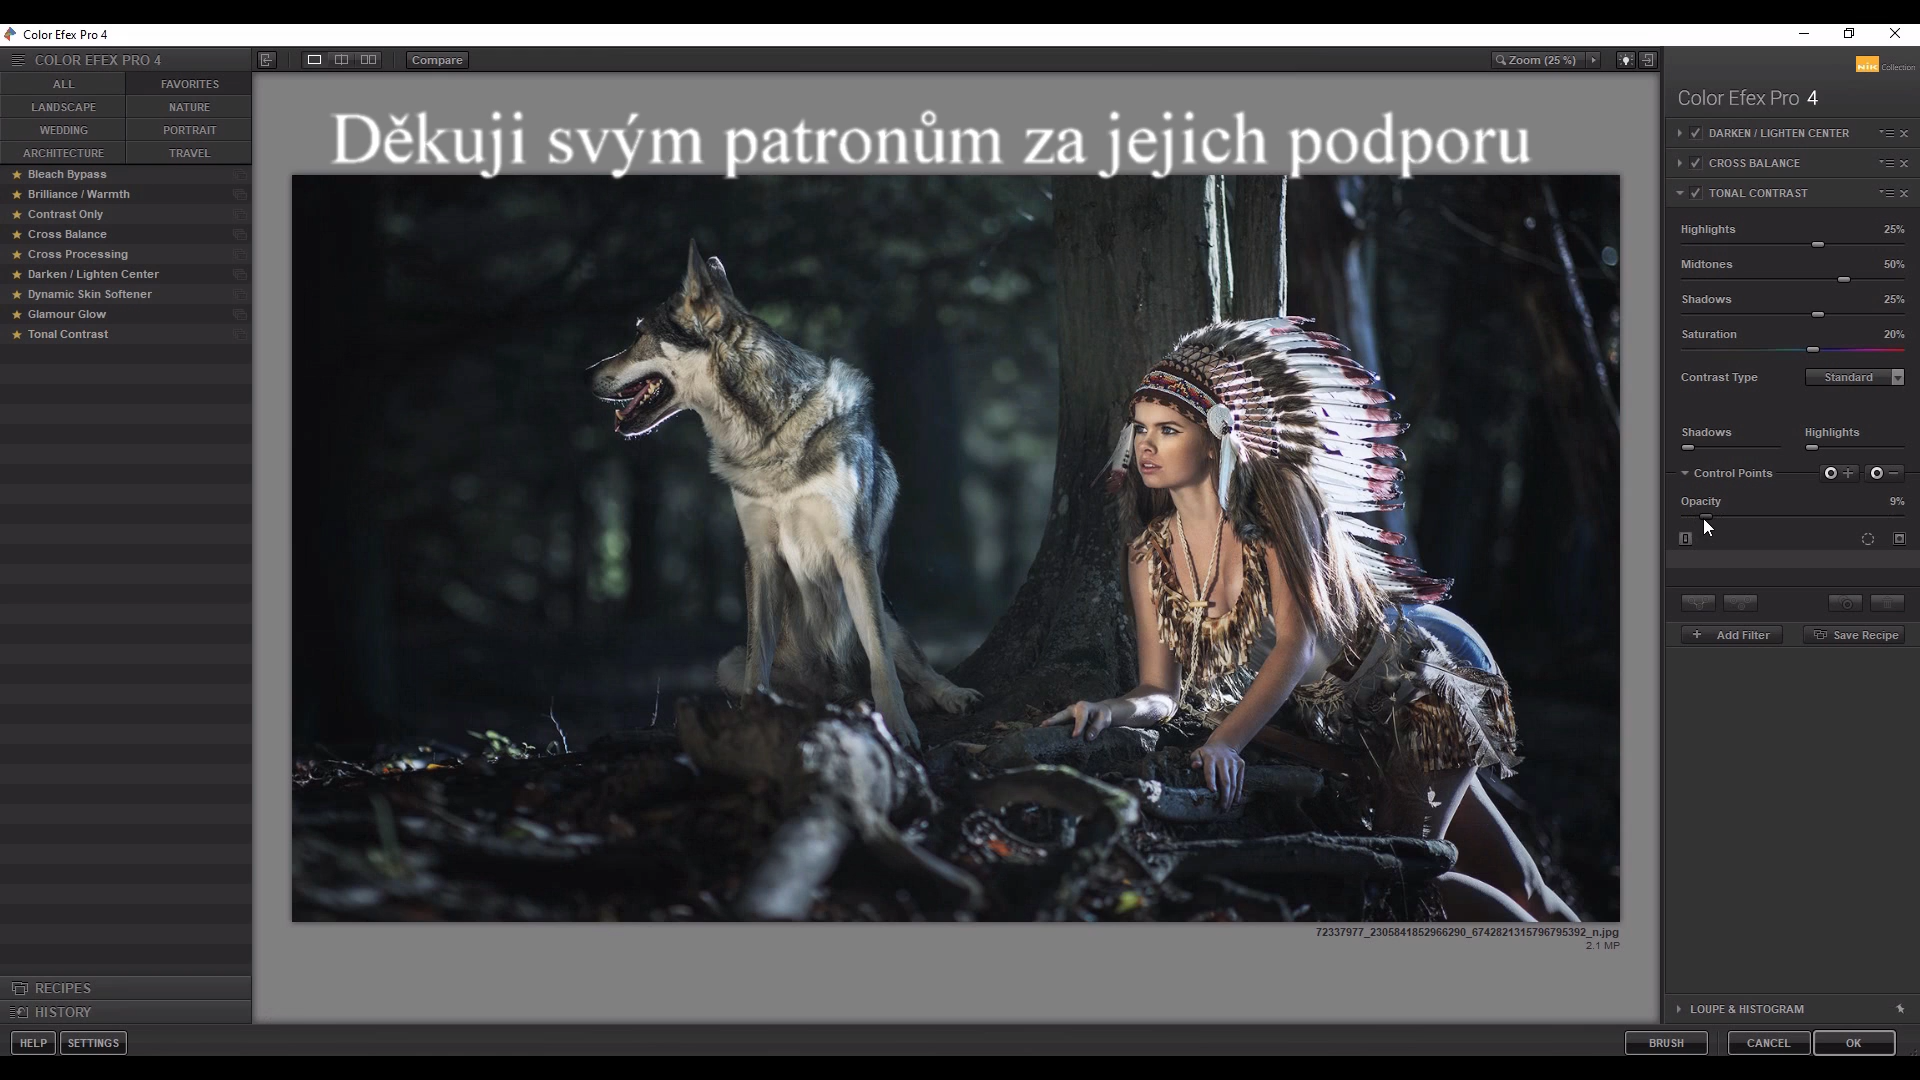 Color Efex Pro 4
COLOR EFEX PRO 4
Compare
Zoom (25 %)
Nik Collection
ALL
FAVORITES
LANDSCAPE
NATURE
WEDDING
PORTRAIT
ARCHITECTURE
TRAVEL
Bleach Bypass
Brilliance / Warmth
Contrast Only
Cross Balance
Cross Processing
Darken / Lighten Center
Dynamic Skin Softener
Glamour Glow
Tonal Contrast
RECIPES
HISTORY
HELP
SETTINGS
Děkuji svým patronům za jejich podporu
72337977_2305841852966290_6742821315796795392_n.jpg
2.1 MP
Color Efex Pro 4
DARKEN / LIGHTEN CENTER
CROSS BALANCE
TONAL CONTRAST
Highlights 25%
Midtones 50%
Shadows 25%
Saturation 20%
Contrast Type Standard
Shadows Highlights
Control Points
Opacity 9%
+ Add Filter
Save Recipe
LOUPE & HISTOGRAM
BRUSH
CANCEL
OK